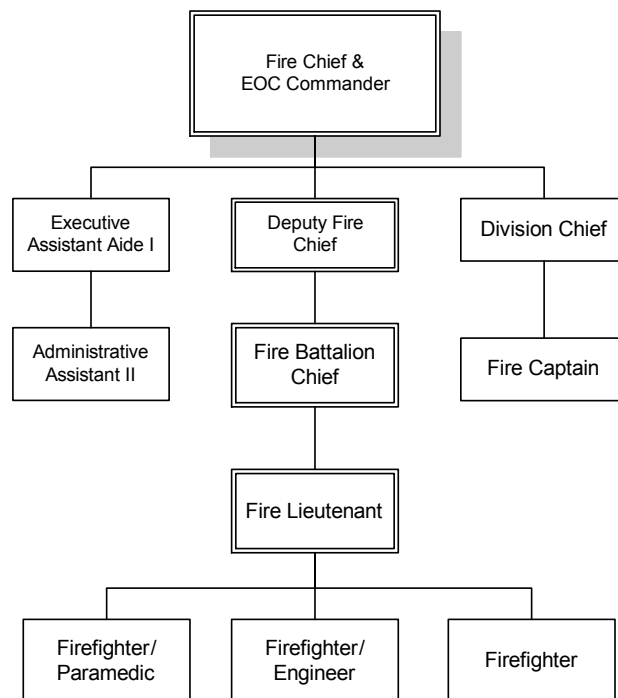 Fire Chief &
EOC Commander
Executive
Assistant Aide I
Deputy Fire
Chief
Division Chief
Administrative
Assistant II
Fire Battalion
Chief
Fire Captain
Fire Lieutenant
Firefighter/
Paramedic
Firefighter/
Engineer
Firefighter